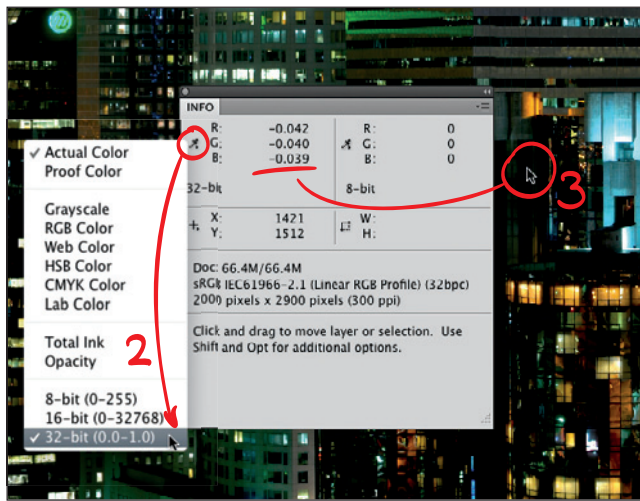 INFO
R: -0.042 R: 0
G: -0.040 G: 0
B: -0.039 B: 0
32-bit 8-bit
X: 1421 W:
Y: 1512 H:
Doc: 66.4M/66.4M
sRGB IEC61966-2.1 (Linear RGB Profile) (32bpc)
2000 pixels x 2900 pixels (300 ppi)
Click and drag to move layer or selection. Use
Shift and Opt for additional options.
✓ Actual Color
Proof Color
Grayscale
RGB Color
Web Color
HSB Color
CMYK Color
Lab Color
Total Ink
Opacity
8-bit (0-255)
16-bit (0-32768)
✓ 32-bit (0.0-1.0)
2
3